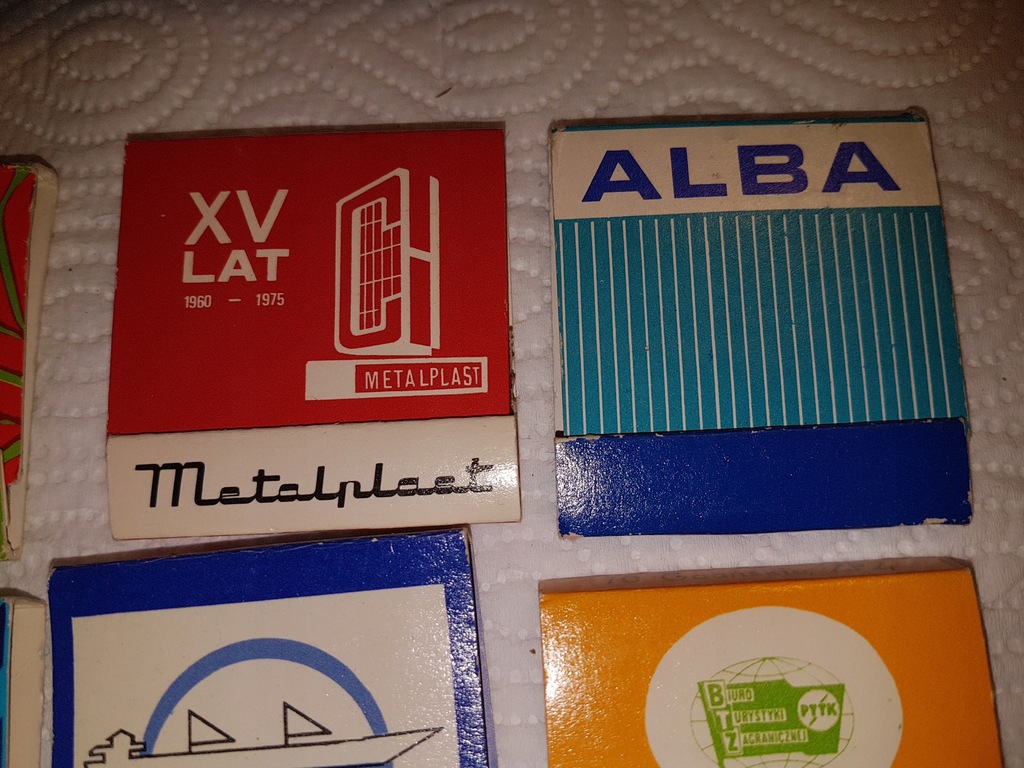 XV
LAT
1960 — 1975
METALPLAST
Metalplast
ALBA
BIURO
TURYSTYKI
ZAGRANICZNEJ
PTTK